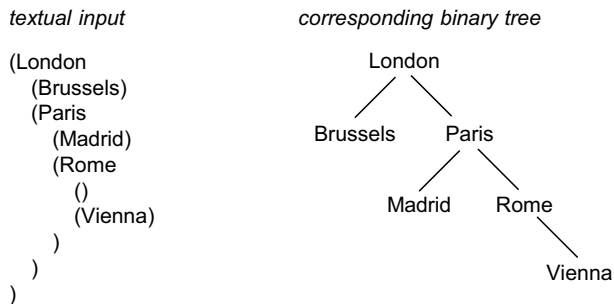 textual input
(London
(Brussels)
(Paris
(Madrid)
(Rome
()
(Vienna)
)
)
)
corresponding binary tree
London
Brussels Paris
Madrid Rome
Vienna